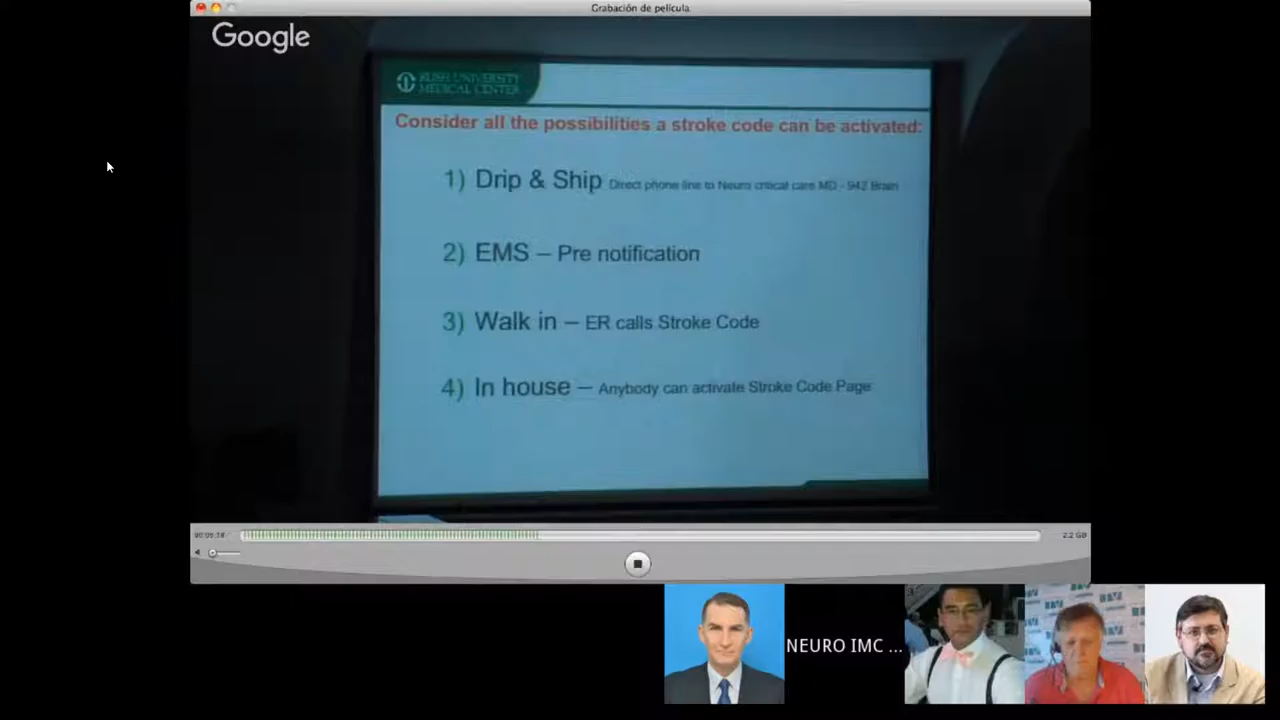 Grabación de película
Google
RUSH UNIVERSITY
MEDICAL CENTER
Consider all the possibilities a stroke code can be activated:
1) Drip & Ship Direct phone line to Neuro critical care MD - 942 Brain
2) EMS – Pre notification
3) Walk in – ER calls Stroke Code
4) In house – Anybody can activate Stroke Code Page
2.2 GB
NEURO IMC ...